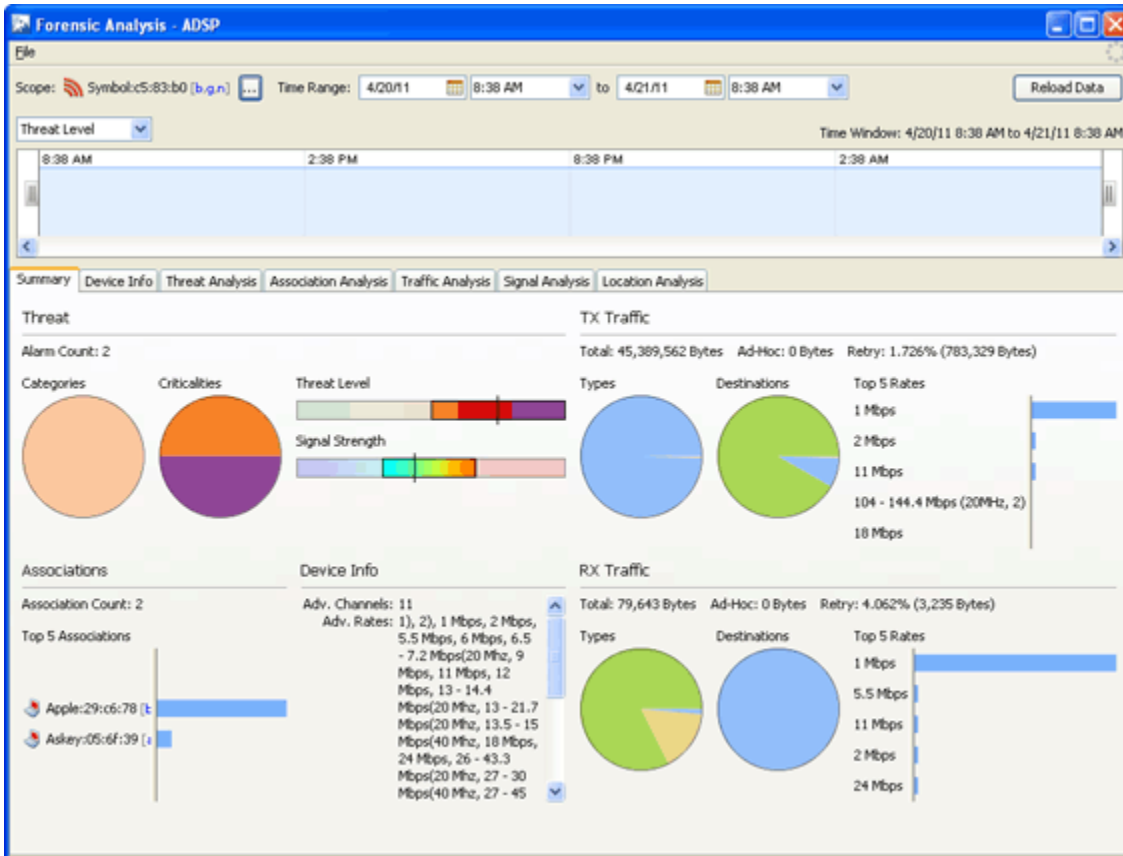 Forensic Analysis - ADSP
File
Scope: Symbol:c5:83:b0 [b,g,n] ... Time Range: 4/20/11 8:38 AM to 4/21/11 8:38 AM Reload Data
Threat Level Time Window: 4/20/11 8:38 AM to 4/21/11 8:38 AM
8:38 AM 2:38 PM 8:38 PM 2:38 AM
Summary Device Info Threat Analysis Association Analysis Traffic Analysis Signal Analysis Location Analysis
Threat
Alarm Count: 2
Categories Criticalities Threat Level
Signal Strength
TX Traffic
Total: 45,389,562 Bytes Ad-Hoc: 0 Bytes Retry: 1.726% (783,329 Bytes)
Types Destinations Top 5 Rates
1 Mbps
2 Mbps
11 Mbps
104 - 144.4 Mbps (20MHz, 2)
18 Mbps
Associations
Association Count: 2
Top 5 Associations
Apple:29:c6:78 [b
Askey:05:6f:39 [a
Device Info
Adv. Channels: 11
Adv. Rates: 1), 2), 1 Mbps, 2 Mbps,
5.5 Mbps, 6 Mbps, 6.5
- 7.2 Mbps(20 Mhz, 9
Mbps, 11 Mbps, 12
Mbps, 13 - 14.4
Mbps(20 Mhz, 13 - 21.7
Mbps(20 Mhz, 13.5 - 15
Mbps(40 Mhz, 18 Mbps,
24 Mbps, 26 - 43.3
Mbps(20 Mhz, 27 - 30
Mbps(40 Mhz, 27 - 45
RX Traffic
Total: 79,643 Bytes Ad-Hoc: 0 Bytes Retry: 4.062% (3,235 Bytes)
Types Destinations Top 5 Rates
1 Mbps
5.5 Mbps
11 Mbps
2 Mbps
24 Mbps